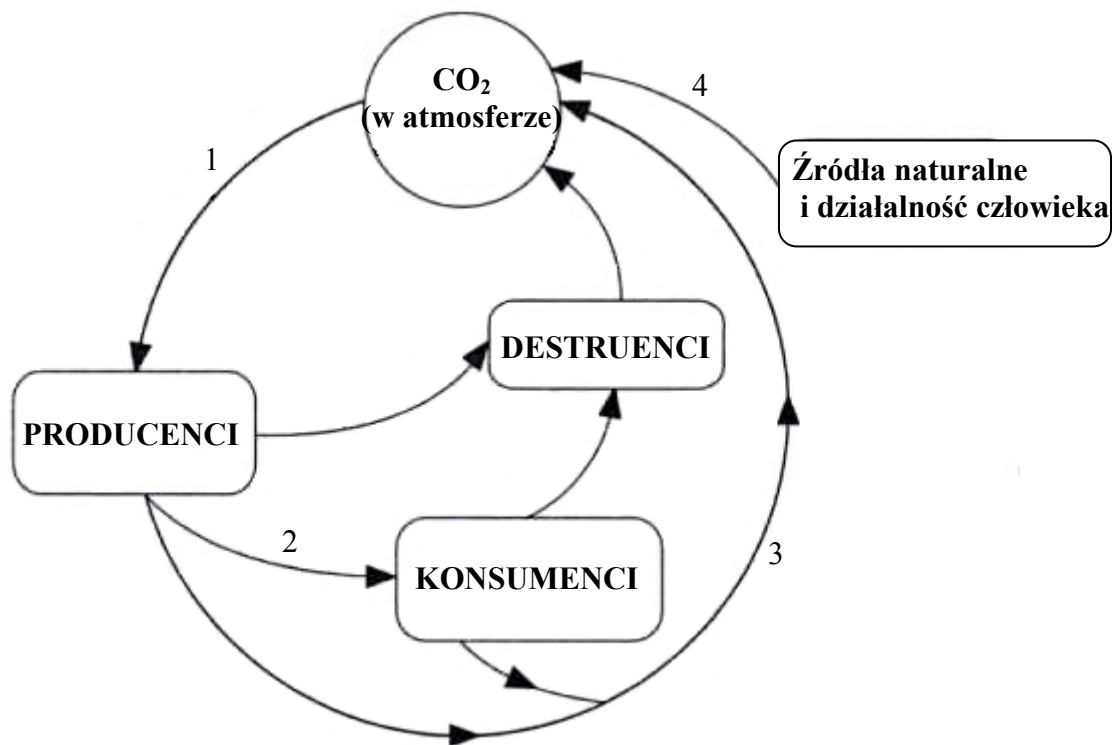 CO₂
(w atmosferze)
4
1
Źródła naturalne
i działalność człowieka
DESTRUENCI
PRODUCENCI
2
KONSUMENCI
3